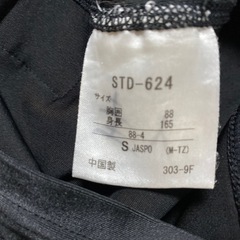 STD-624
サイズ
胸囲 88
身長 165
88-4
S JASPO (M-TZ)
中国製 303-9F